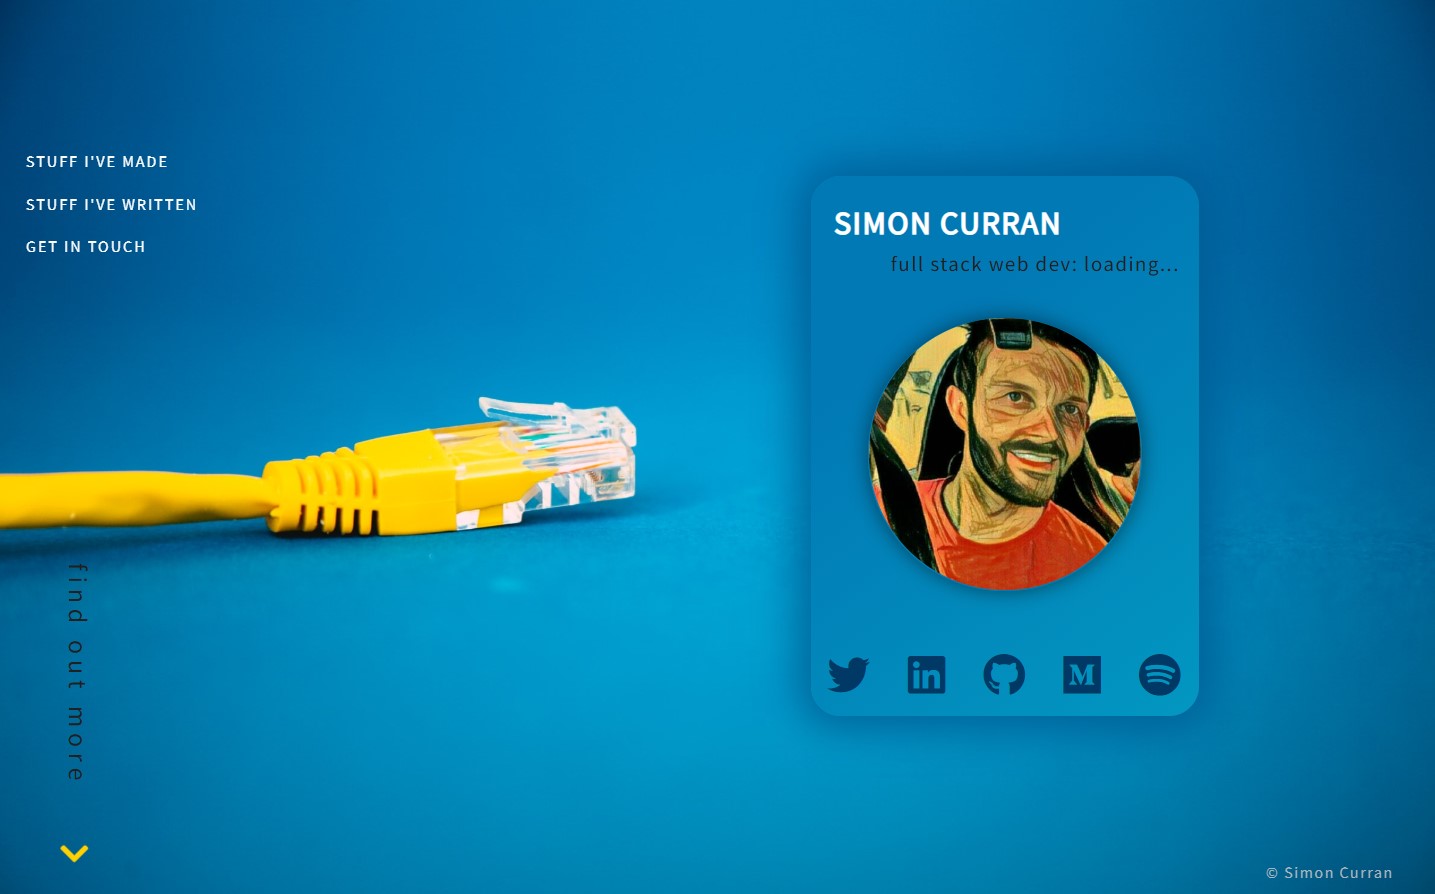 STUFF I'VE MADE
STUFF I'VE WRITTEN
GET IN TOUCH
SIMON CURRAN
full stack web dev: loading...
find out more
© Simon Curran